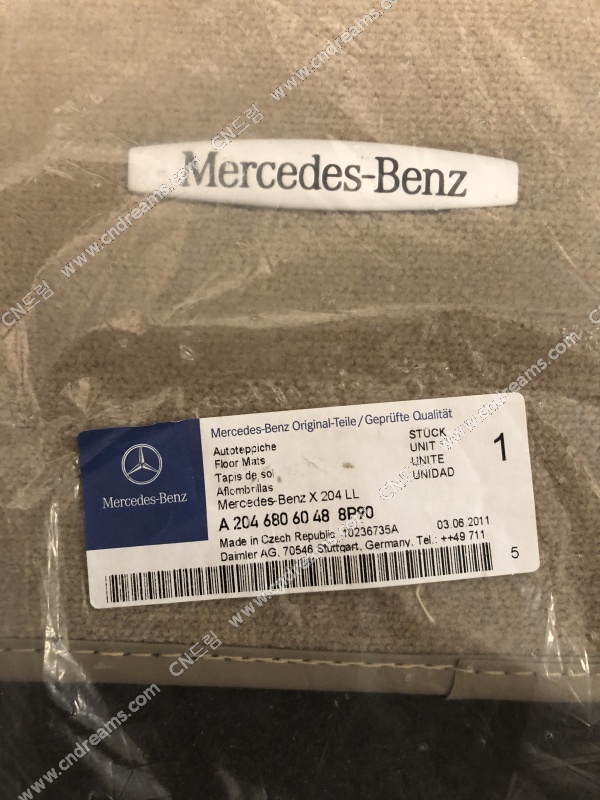 Mercedes-Benz
Mercedes-Benz
Mercedes-Benz Original-Teile/Geprüfte Qualität
Autoteppiche
Floor Mats
Tapis de sol
Alfombrillas
Mercedes-Benz X 204 LL
STÜCK
UNIT
UNITE
UNIDAD
1
A 204 680 60 48 8P90
Made in Czech Republic 10236735A 03.06.2011
Daimler AG, 70546 Stuttgart, Germany, Tel.: ++49 711
5
CN드림 www.cndreams.com